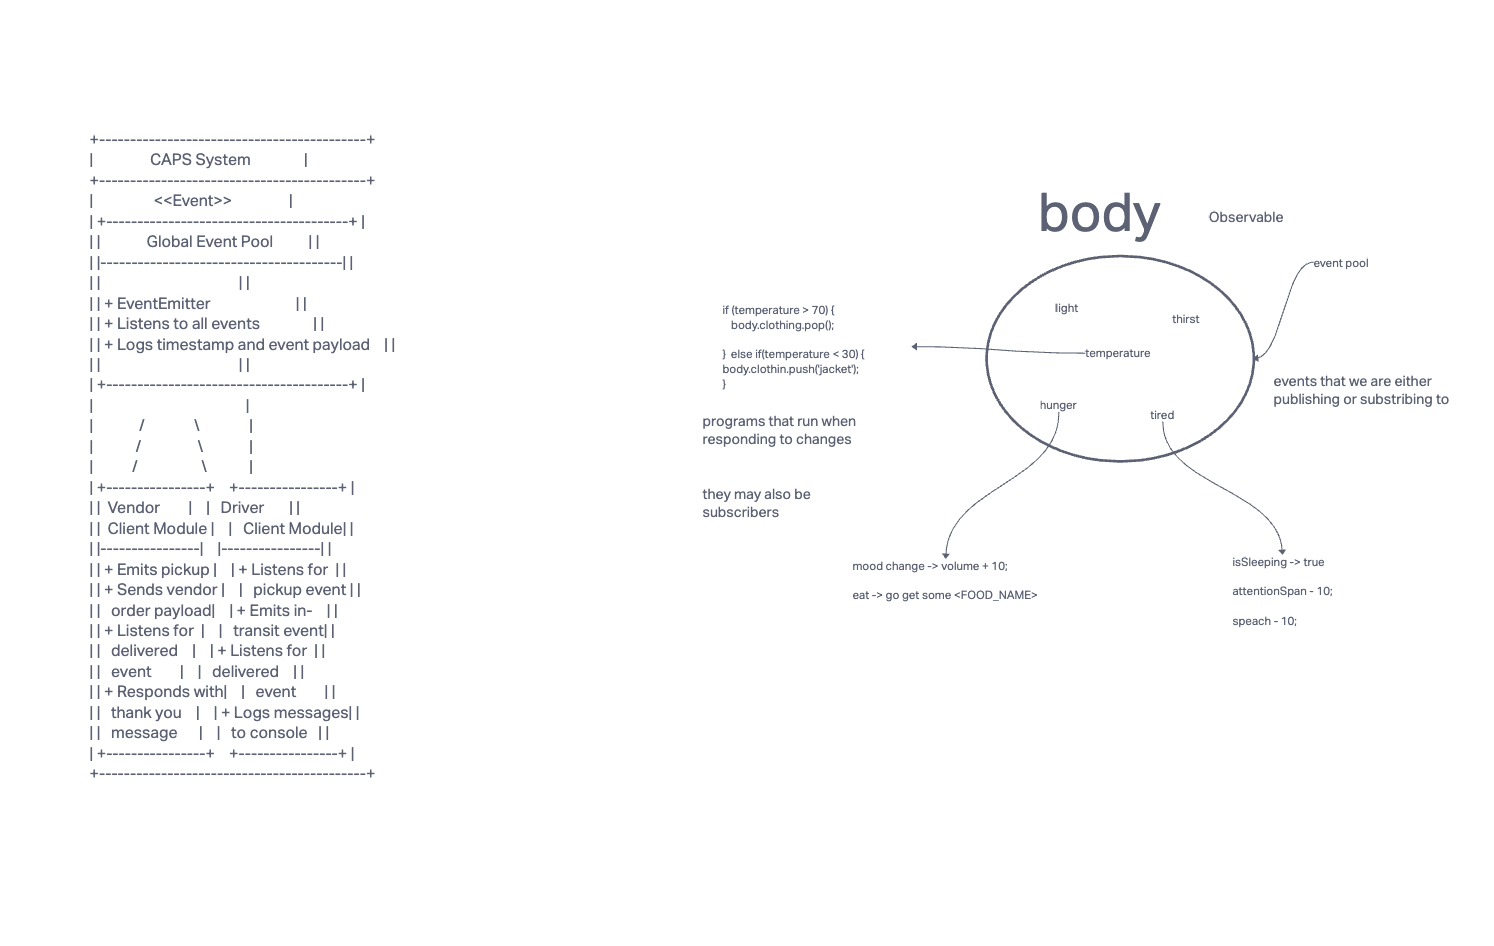 +-------------------------------------------+
|             CAPS System             |
+-------------------------------------------+
|              <<Event>>              |
| +---------------------------------------+ |
| |           Global Event Pool         | |
| |---------------------------------------| |
| |                                  | |
| | + EventEmitter                     | |
| | + Listens to all events             | |
| | + Logs timestamp and event payload    | |
| |                                  | |
| +---------------------------------------+ |
|                                     |
|           /            \            |
|          /              \           |
|         /                \          |
| +----------------+    +----------------+ |
| |  Vendor       |   |   Driver      | |
| |  Client Module |   |   Client Module| |
| |----------------|   |----------------| |
| | + Emits pickup |   | + Listens for  | |
| | + Sends vendor |   |   pickup event | |
| |   order payload|   | + Emits in-   | |
| | + Listens for  |   |   transit event| |
| |   delivered    |   | + Listens for  | |
| |   event       |   |   delivered    | |
| | + Responds with|   |   event       | |
| |   thank you    |   | + Logs messages| |
| |   message      |   |   to console   | |
| +----------------+    +----------------+ |
+-------------------------------------------+
body
Observable
event pool
light
thirst
temperature
hunger
tired
if (temperature > 70) {
body.clothing.pop();
} else if(temperature < 30) {
body.clothin.push('jacket');
}
programs that run when
responding to changes
they may also be
subscribers
events that we are either
publishing or substribing to
mood change -> volume + 10;
eat -> go get some <FOOD_NAME>
isSleeping -> true
attentionSpan - 10;
speach - 10;